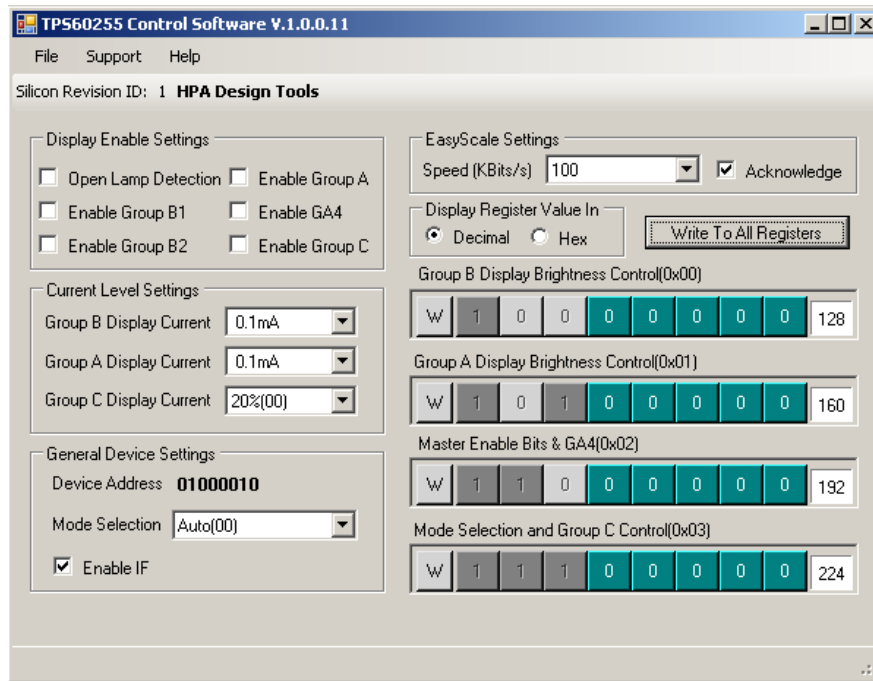 TPS60255 Control Software V.1.0.0.11
File Support Help
Silicon Revision ID: 1 HPA Design Tools
Display Enable Settings
Open Lamp Detection Enable Group A
Enable Group B1 Enable GA4
Enable Group B2 Enable Group C
Current Level Settings
Group B Display Current 0.1mA
Group A Display Current 0.1mA
Group C Display Current 20%(00)
General Device Settings
Device Address 01000010
Mode Selection Auto(00)
Enable IF
EasyScale Settings
Speed (KBits/s) 100 Acknowledge
Display Register Value In
Decimal Hex
Write To All Registers
Group B Display Brightness Control(0x00)
W 1 0 0 0 0 0 0 0 128
Group A Display Brightness Control(0x01)
W 1 0 1 0 0 0 0 0 160
Master Enable Bits & GA4(0x02)
W 1 1 0 0 0 0 0 0 192
Mode Selection and Group C Control(0x03)
W 1 1 1 0 0 0 0 0 224